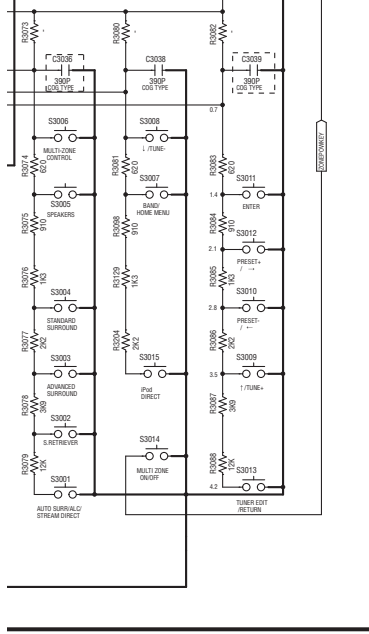 R3073
R3080
R3082
C3036
390P
COG TYPE
C3038
390P
COG TYPE
C3039
390P
COG TYPE
0.7
S3006
MULTI-ZONE
CONTROL
S3008
↓ /TUNE-
ZONEPOWKEY
R3074
620
R3081
620
R3083
620
S3005
SPEAKERS
S3007
BAND/
HOME MENU
S3011
1.4
ENTER
R3075
910
R3098
910
R3084
910
S3012
2.1
PRESET+
/ →
R3076
1K3
R3129
1K3
R3085
1K3
S3004
STANDARD
SURROUND
S3010
2.8
PRESET-
/ ←
R3077
2K2
R3204
2K2
R3086
2K2
S3003
ADVANCED
SURROUND
S3015
iPod
DIRECT
S3009
3.5
↑ /TUNE+
R3078
3K9
R3087
3K9
S3002
S.RETRIEVER
S3014
MULTI ZONE
ON/OFF
R3079
12K
R3088
12K
S3001
AUTO SURR/ALC/
STREAM DIRECT
S3013
4.2
TUNER EDIT
/RETURN